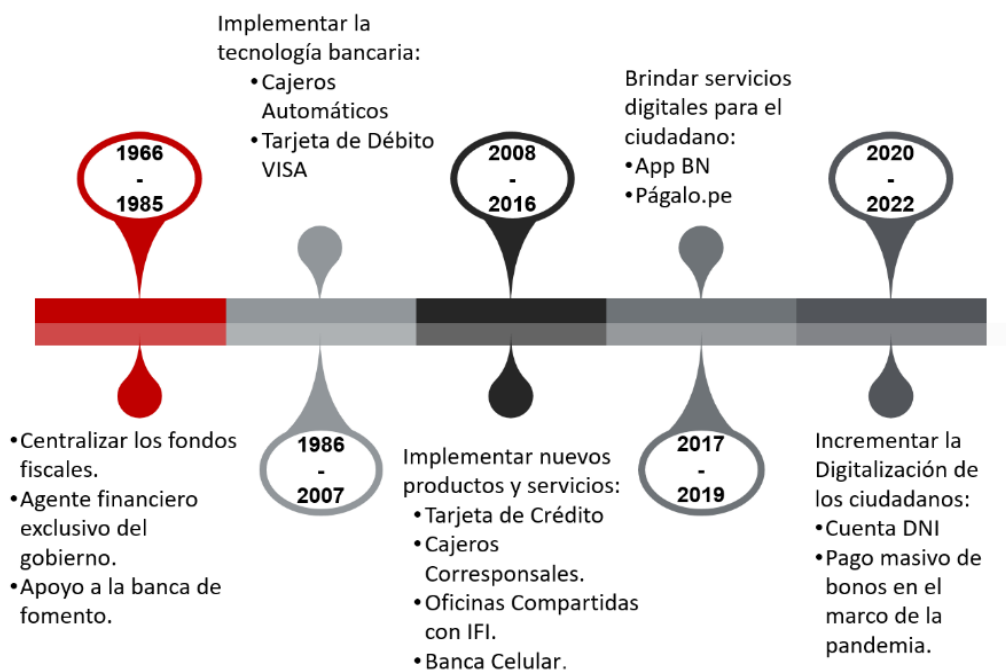 1966
-
1985
•Centralizar los fondos
fiscales.
•Agente financiero
exclusivo del
gobierno.
•Apoyo a la banca de
fomento.
Implementar la
tecnología bancaria:
•Cajeros
Automáticos
•Tarjeta de Débito
VISA
1986
-
2007
2008
-
2016
Implementar nuevos
productos y servicios:
•Tarjeta de Crédito
•Cajeros
Corresponsales.
•Oficinas Compartidas
con IFI.
•Banca Celular.
Brindar servicios
digitales para el
ciudadano:
•App BN
•Págalo.pe
2017
-
2019
2020
-
2022
Incrementar la
Digitalización de
los ciudadanos:
•Cuenta DNI
•Pago masivo de
bonos en el
marco de la
pandemia.